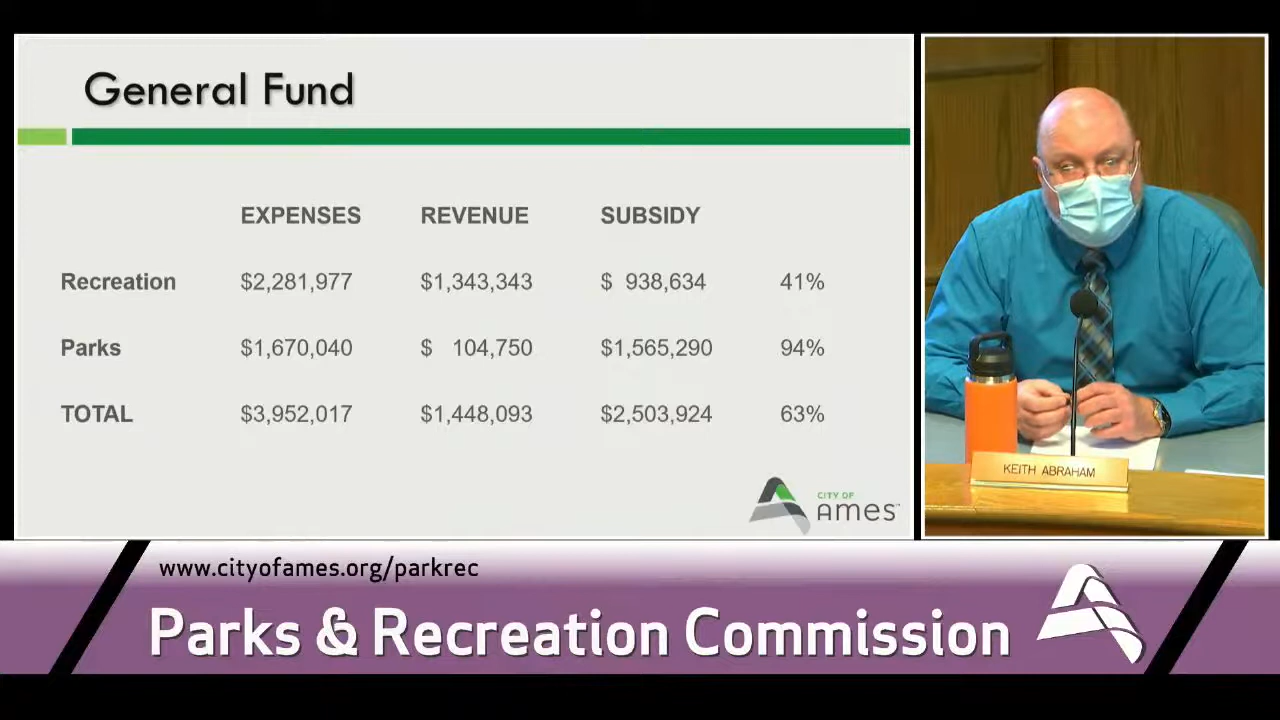 General Fund
EXPENSES REVENUE SUBSIDY
Recreation $2,281,977 $1,343,343 $ 938,634 41%
Parks $1,670,040 $ 104,750 $1,565,290 94%
TOTAL $3,952,017 $1,448,093 $2,503,924 63%
CITY OF
AMES™
KEITH ABRAHAM
www.cityofames.org/parkrec
Parks & Recreation Commission